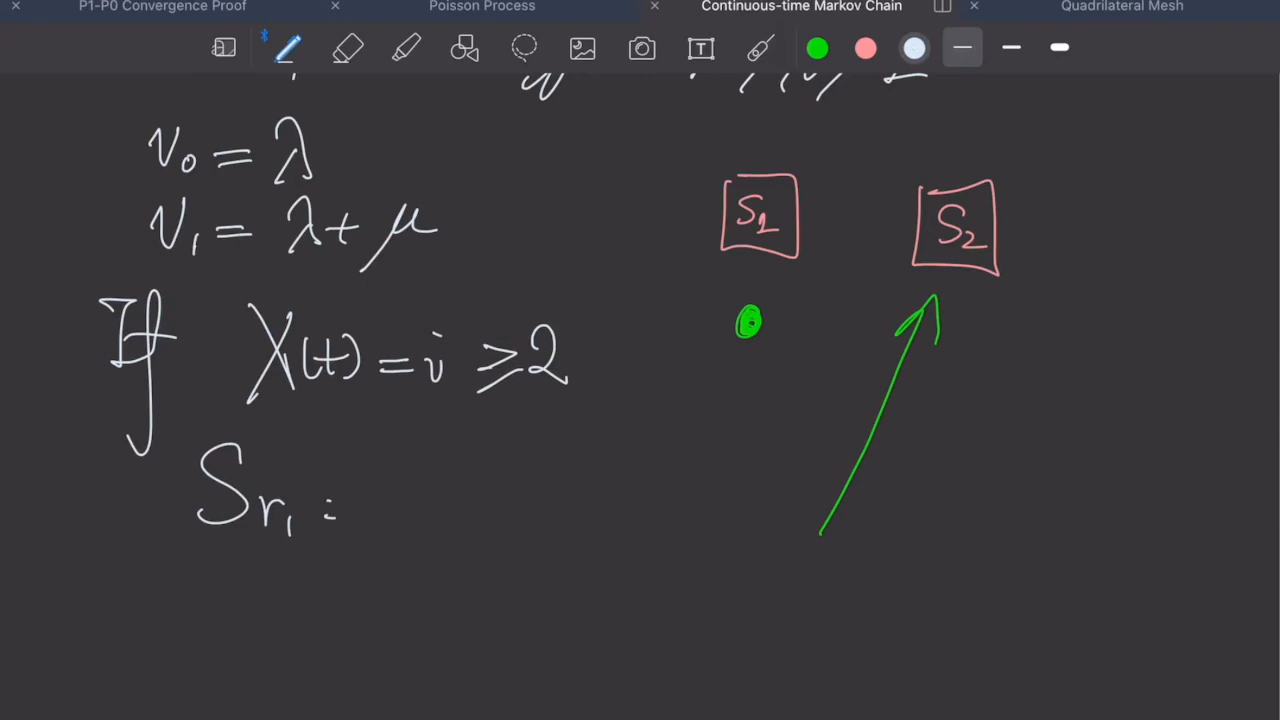 P1-P0 Convergence Proof
Poisson Process
Continuous-time Markov Chain
Quadrilateral Mesh
T
v₀ = λ
v₁ = λ + μ
S₁
S₂
If X(t) = i ≥ 2
Sr₁ :